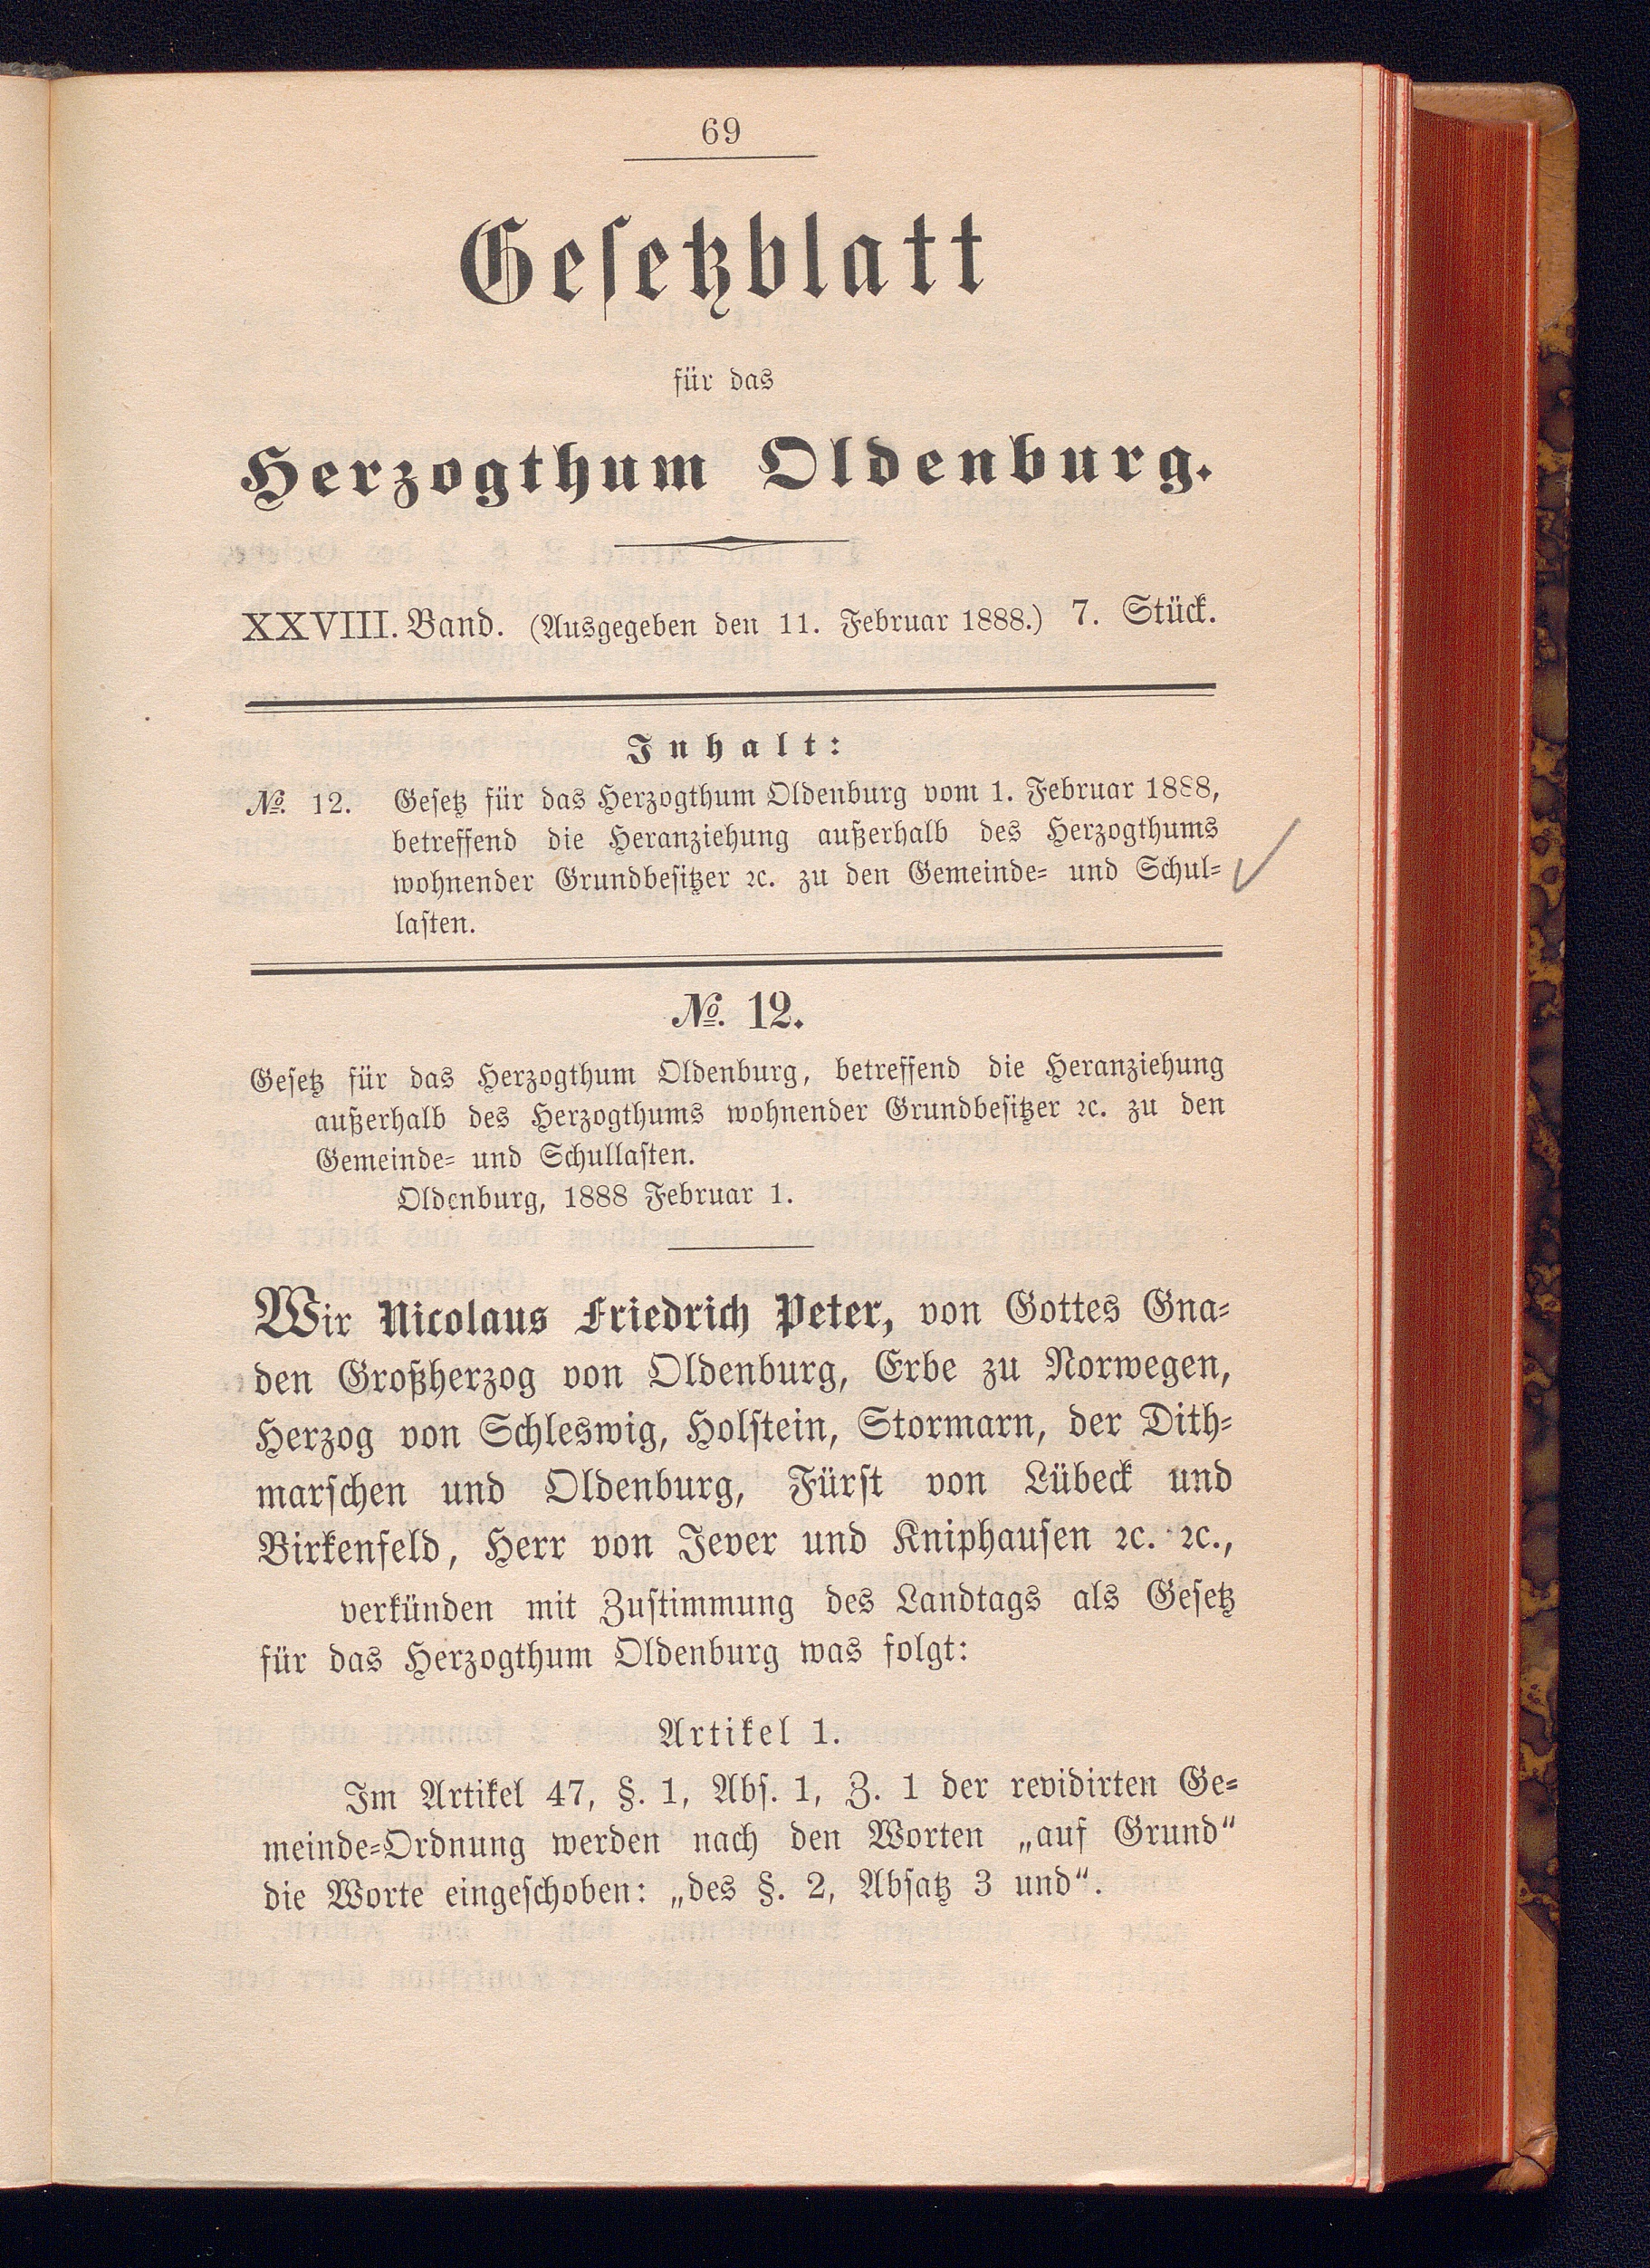 69
Gesetzblatt
für das
Herzogthum Oldenburg.
XXVIII. Band. (Ausgegeben den 11. Februar 1888.) 7. Stück.
Inhalt:
№. 12. Gesetz für das Herzogthum Oldenburg vom 1. Februar 1888,
betreffend die Heranziehung außerhalb des Herzogthums
wohnender Grundbesitzer ꝛc. zu den Gemeinde- und Schul-
lasten.
№. 12.
Gesetz für das Herzogthum Oldenburg, betreffend die Heranziehung
außerhalb des Herzogthums wohnender Grundbesitzer ꝛc. zu den
Gemeinde- und Schullasten.
Oldenburg, 1888 Februar 1.
Wir Nicolaus Friedrich Peter, von Gottes Gna-
den Großherzog von Oldenburg, Erbe zu Norwegen,
Herzog von Schleswig, Holstein, Stormarn, der Dith-
marschen und Oldenburg, Fürst von Lübeck und
Birkenfeld, Herr von Jever und Kniphausen ꝛc. ꝛc.,
verkünden mit Zustimmung des Landtags als Gesetz
für das Herzogthum Oldenburg was folgt:
Artikel 1.
Im Artikel 47, §. 1, Abs. 1, Z. 1 der revidirten Ge-
meinde-Ordnung werden nach den Worten „auf Grund“
die Worte eingeschoben: „des §. 2, Absatz 3 und“.